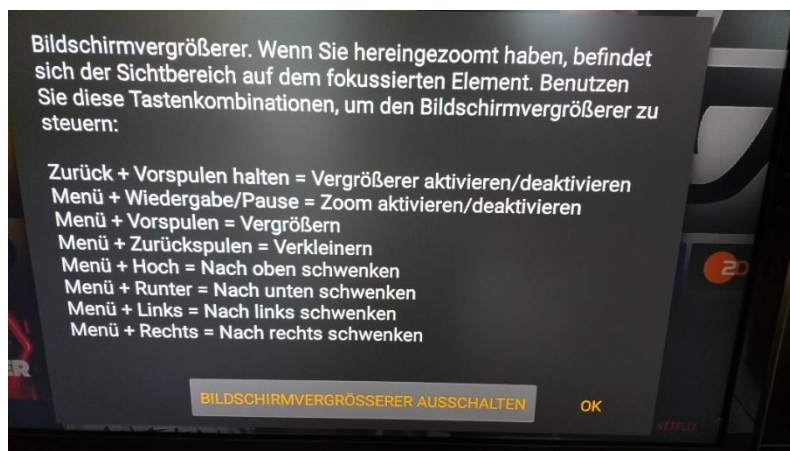 Bildschirmvergrößerer. Wenn Sie hereingezoomt haben, befindet
sich der Sichtbereich auf dem fokussierten Element. Benutzen
Sie diese Tastenkombinationen, um den Bildschirmvergrößerer zu
steuern:
Zurück + Vorspulen halten = Vergrößerer aktivieren/deaktivieren
Menü + Wiedergabe/Pause = Zoom aktivieren/deaktivieren
Menü + Vorspulen = Vergrößern
Menü + Zurückspulen = Verkleinern
Menü + Hoch = Nach oben schwenken
Menü + Runter = Nach unten schwenken
Menü + Links = Nach links schwenken
Menü + Rechts = Nach rechts schwenken
ER
2D
BILDSCHIRMVERGRÖSSERER AUSSCHALTEN OK
NETFLIX